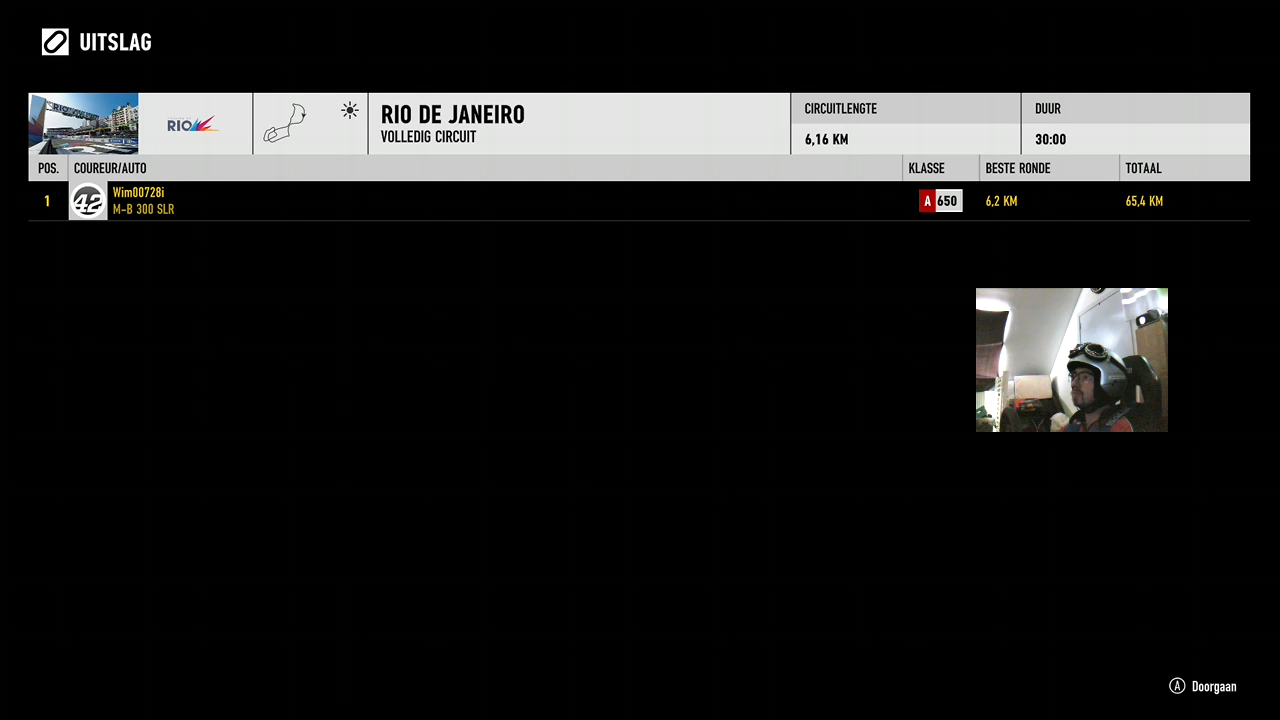 UITSLAG
RIO
RIO DE JANEIRO
VOLLEDIG CIRCUIT
CIRCUITLENGTE
6,16 KM
DUUR
30:00
POS. COUREUR/AUTO KLASSE BESTE RONDE TOTAAL
1 42 Wim00728i A 650 6,2 KM 65,4 KM
M-B 300 SLR
A Doorgaan